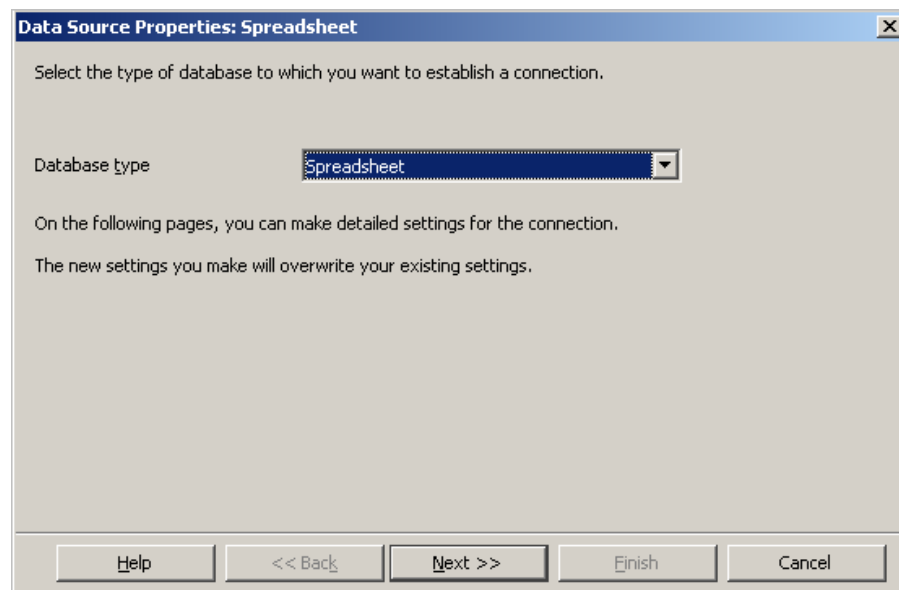 Data Source Properties: Spreadsheet
Select the type of database to which you want to establish a connection.
Database type Spreadsheet
On the following pages, you can make detailed settings for the connection.
The new settings you make will overwrite your existing settings.
Help << Back Next >> Finish Cancel